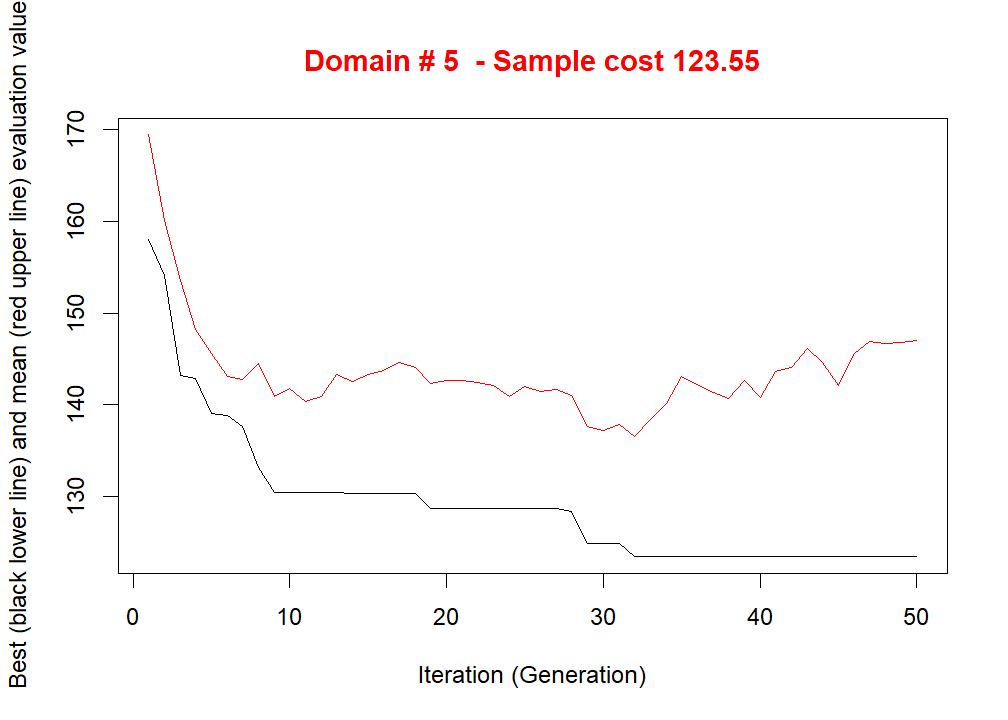 Domain # 5  - Sample cost 123.55
Best (black lower line) and mean (red upper line) evaluation value
170
160
150
140
130
0 10 20 30 40 50
Iteration (Generation)